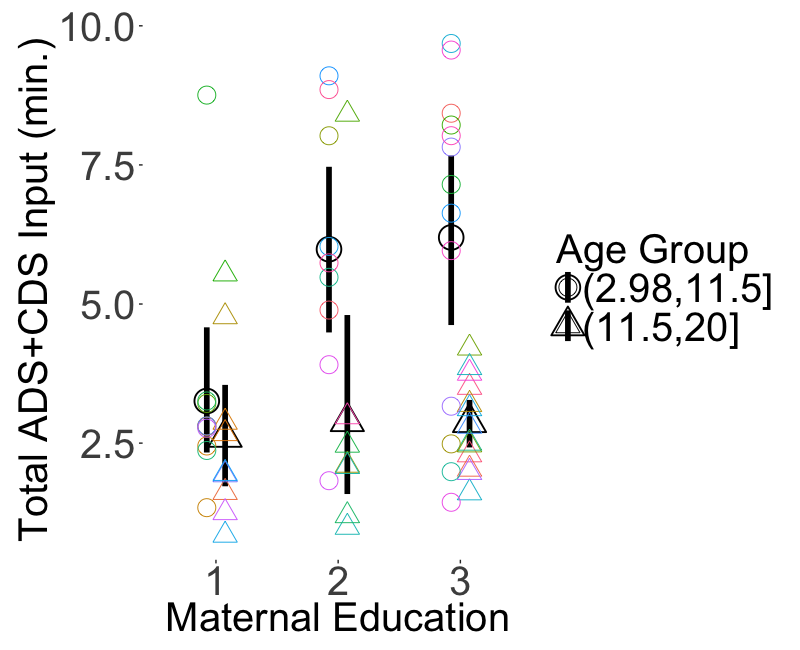 Total ADS+CDS Input (min.)
10.0
7.5
5.0
2.5
1 2 3
Maternal Education
Age Group
(2.98,11.5]
(11.5,20]